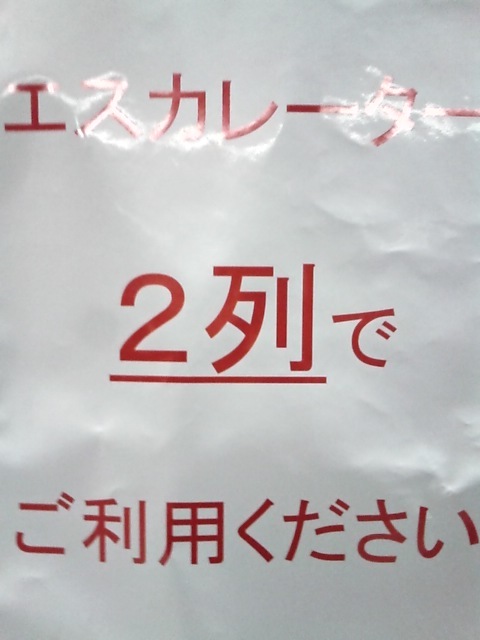 エスカレーター
２列で
ご利用ください